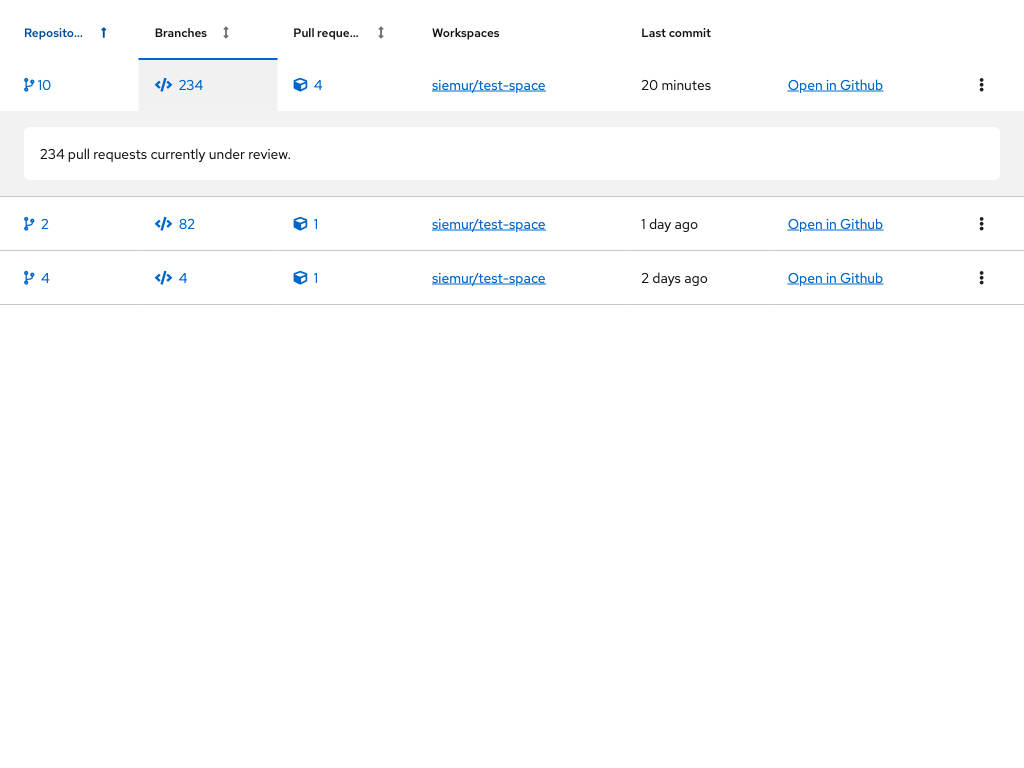 Reposito... Branches Pull reque... Workspaces Last commit
10 234 4 siemur/test-space 20 minutes Open in Github
234 pull requests currently under review.
2 82 1 siemur/test-space 1 day ago Open in Github
4 4 1 siemur/test-space 2 days ago Open in Github